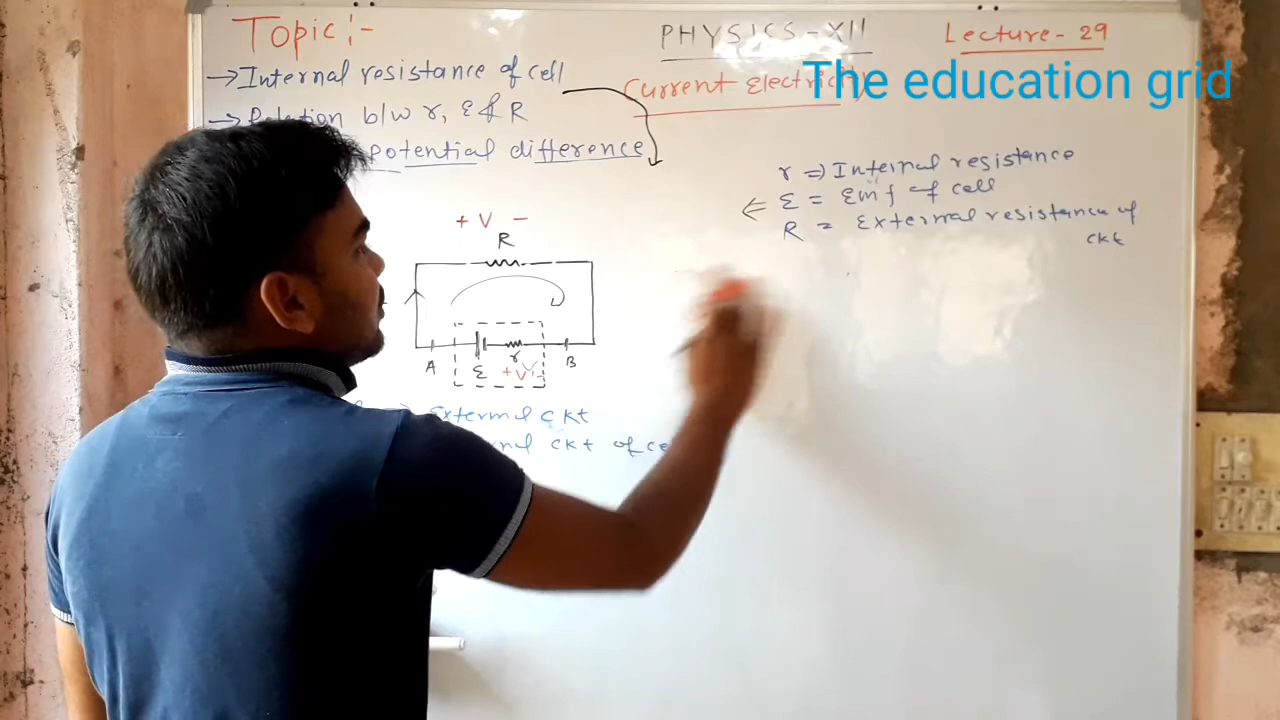 Topic :-
→ Internal resistance of cell
→ Relation b/w r, ε & R
potential difference
PHYSICS - XII
Lecture - 29
Current Electricity
The education grid
r ⇒ Internal resistance
⇐ ε = Emf of cell
R = External resistance of
ckt
+ V -
R
A
ε
r
B
+ V
→ External ckt
ckt of